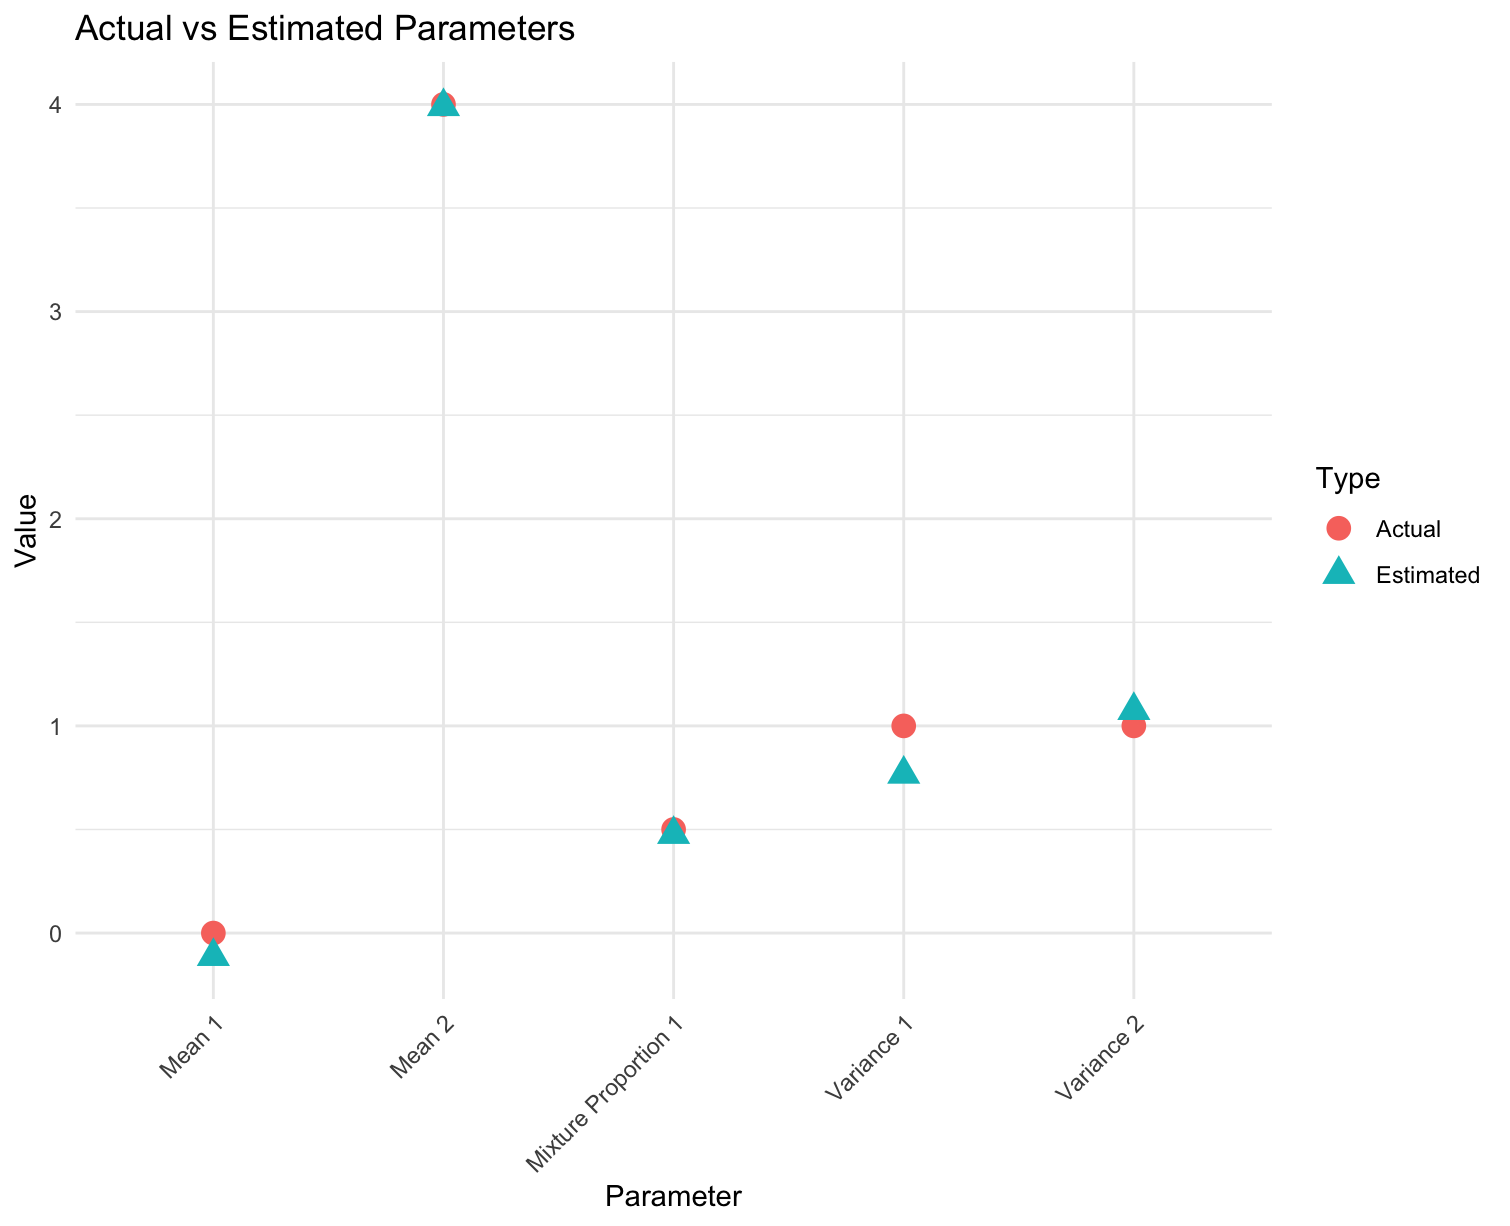 Actual vs Estimated Parameters
4
3
2
1
0
Value
Mean 1
Mean 2
Mixture Proportion 1
Variance 1
Variance 2
Parameter
Type
Actual
Estimated